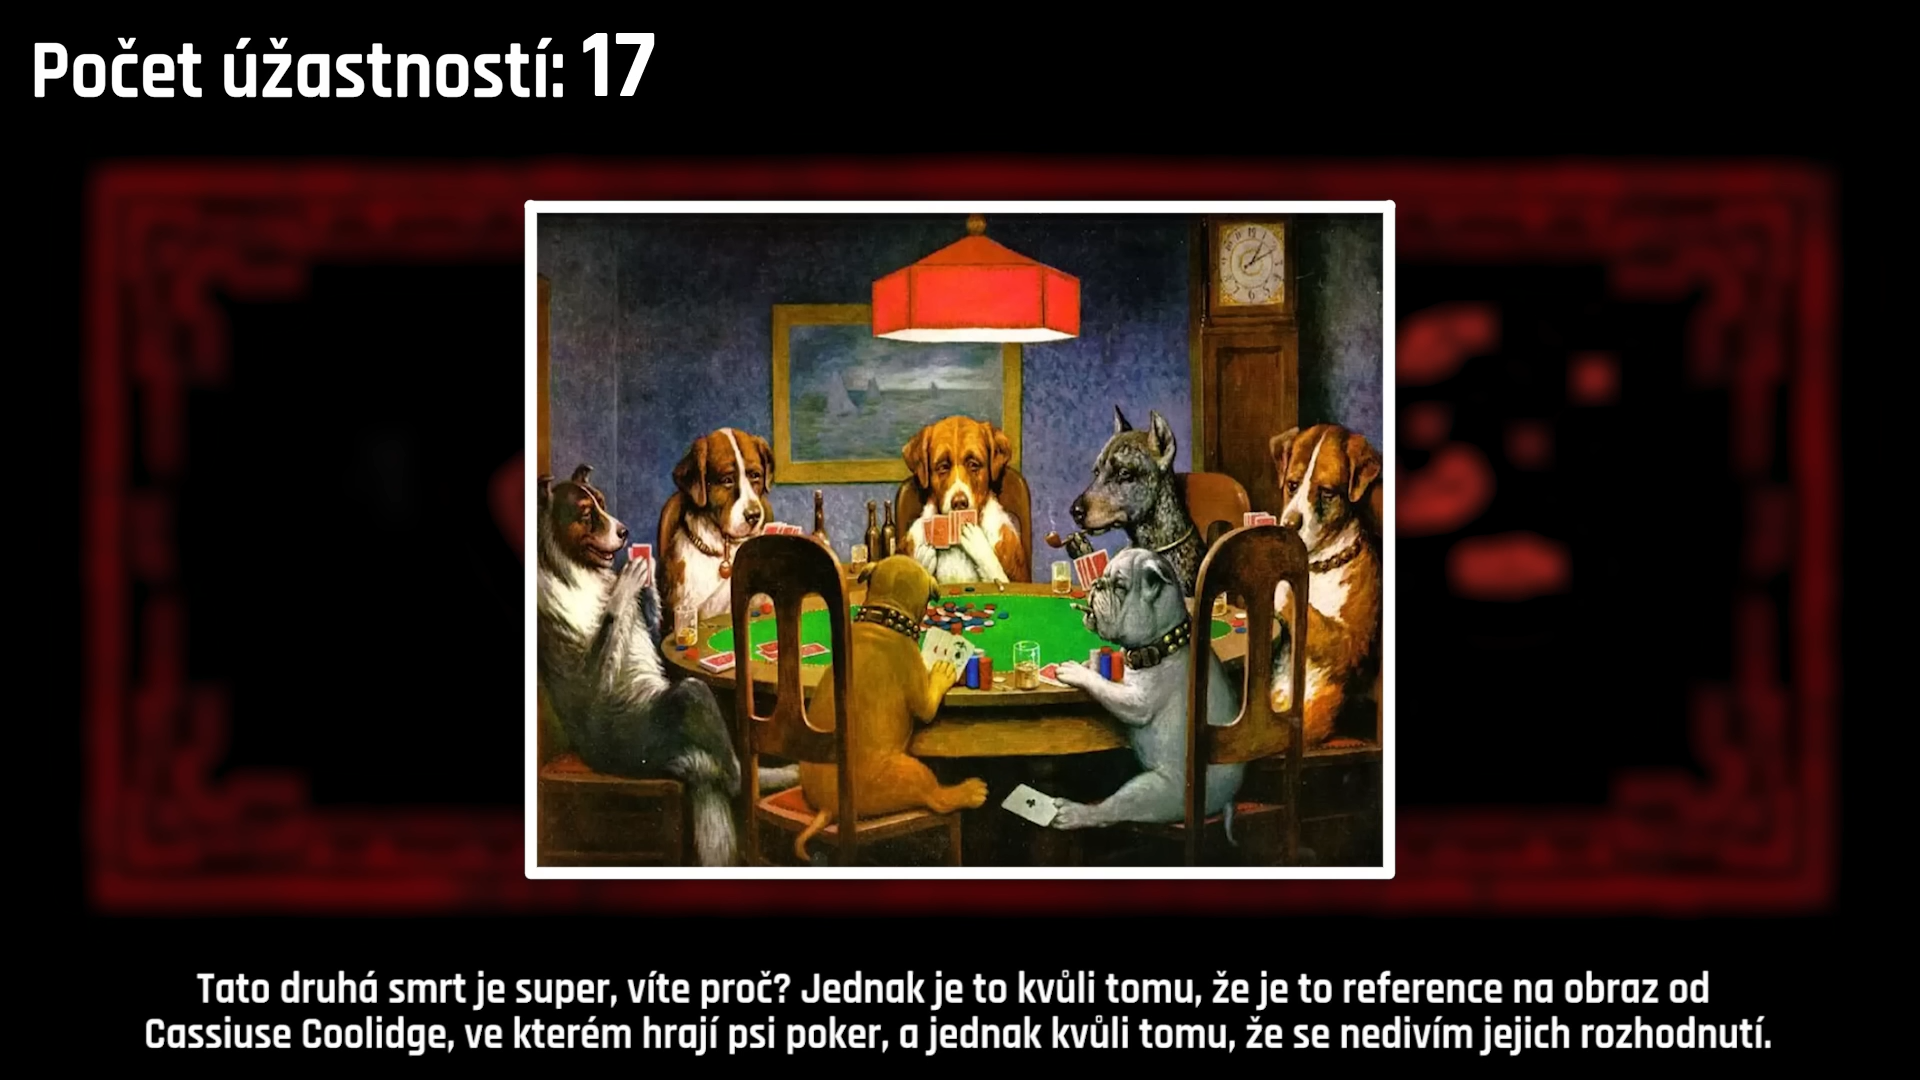 Počet úžastností: 17
Tato druhá smrt je super, víte proč? Jednak je to kvůli tomu, že je to reference na obraz od
Cassiuse Coolidge, ve kterém hrají psi poker, a jednak kvůli tomu, že se nedivím jejich rozhodnutí.